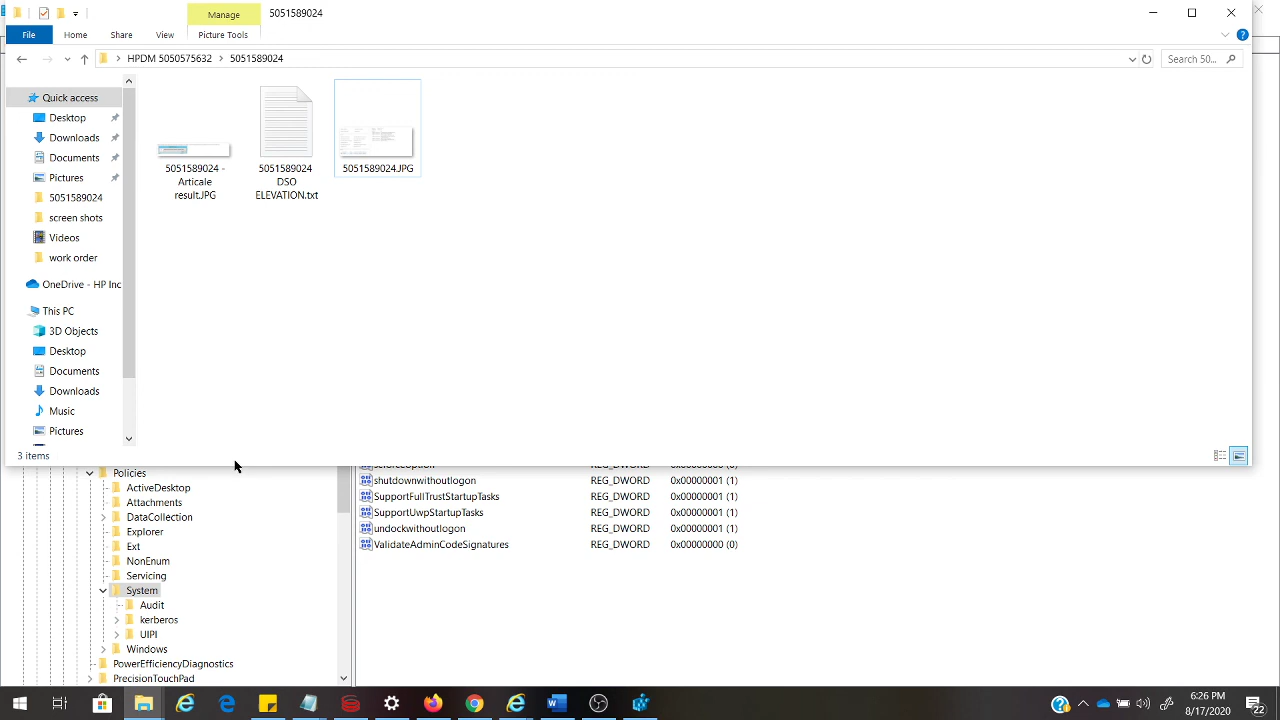 Manage
5051589024
File
Home
Share
View
Picture Tools
HPDM 5050575632
5051589024
Search 50...
Quick access
Desktop
Downloads
Documents
Pictures
5051589024
screen shots
Videos
work order
OneDrive - HP Inc
This PC
3D Objects
Desktop
Documents
Downloads
Music
Pictures
5051589024 -
Articale
result.JPG
5051589024
DSO
ELEVATION.txt
5051589024.JPG
3 items
Policies
ActiveDesktop
Attachments
DataCollection
Explorer
Ext
NonEnum
Servicing
System
Audit
kerberos
UIPI
Windows
PowerEfficiencyDiagnostics
PrecisionTouchPad
shutdownwithoutlogon REG_DWORD 0x00000001 (1)
SupportFullTrustStartupTasks REG_DWORD 0x00000001 (1)
SupportUwpStartupTasks REG_DWORD 0x00000001 (1)
undockwithoutlogon REG_DWORD 0x00000001 (1)
ValidateAdminCodeSignatures REG_DWORD 0x00000000 (0)
6:26 PM
8/17/2020
22